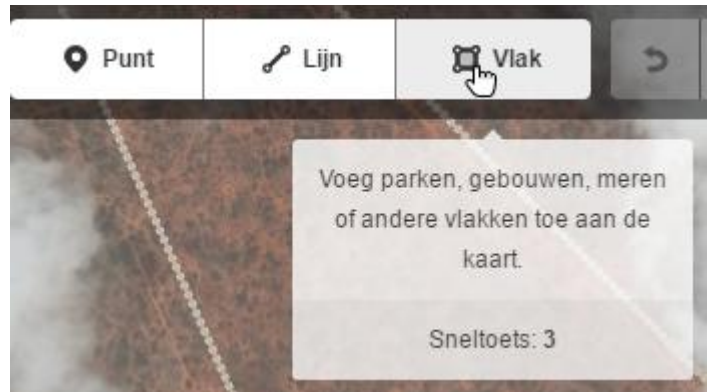 Punt
Lijn
Vlak
Voeg parken, gebouwen, meren
of andere vlakken toe aan de
kaart.
Sneltoets: 3